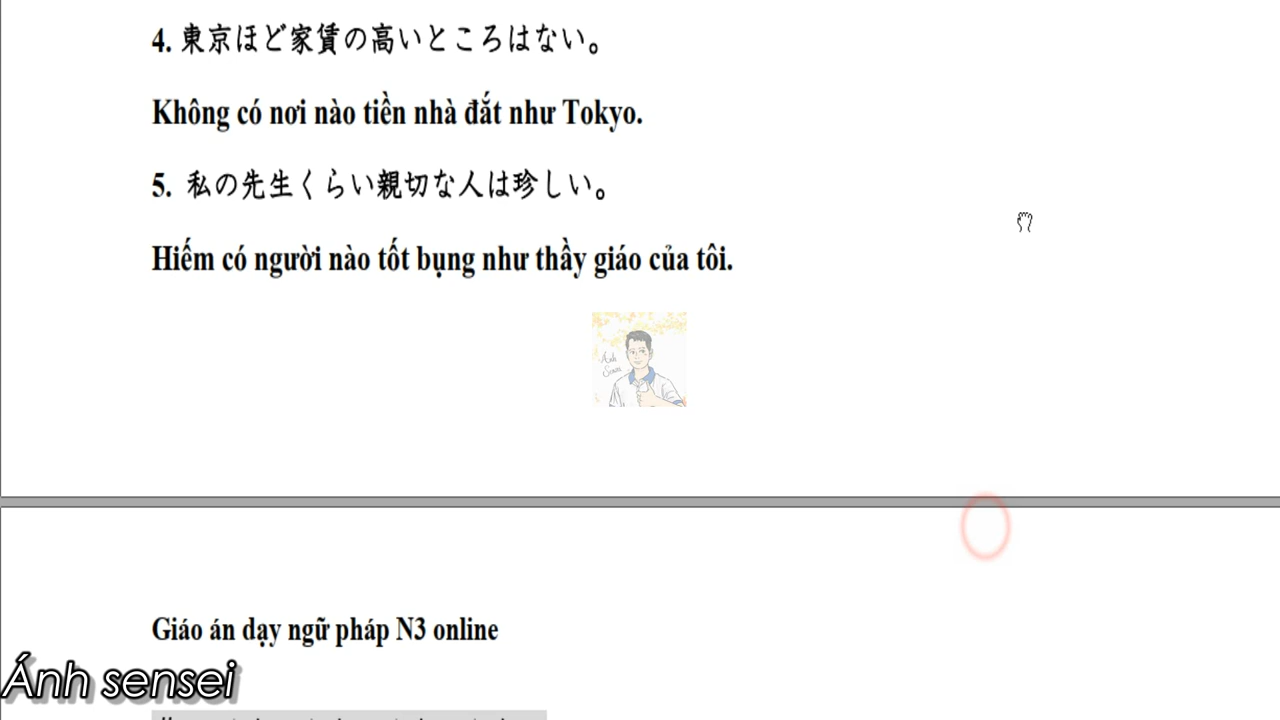 4. 東京ほど家賃の高いところはない。
Không có nơi nào tiền nhà đắt như Tokyo.
5. 私の先生くらい親切な人は珍しい。
Hiếm có người nào tốt bụng như thầy giáo của tôi.
Ánh
Sensei
Giáo án dạy ngữ pháp N3 online
Ánh sensei